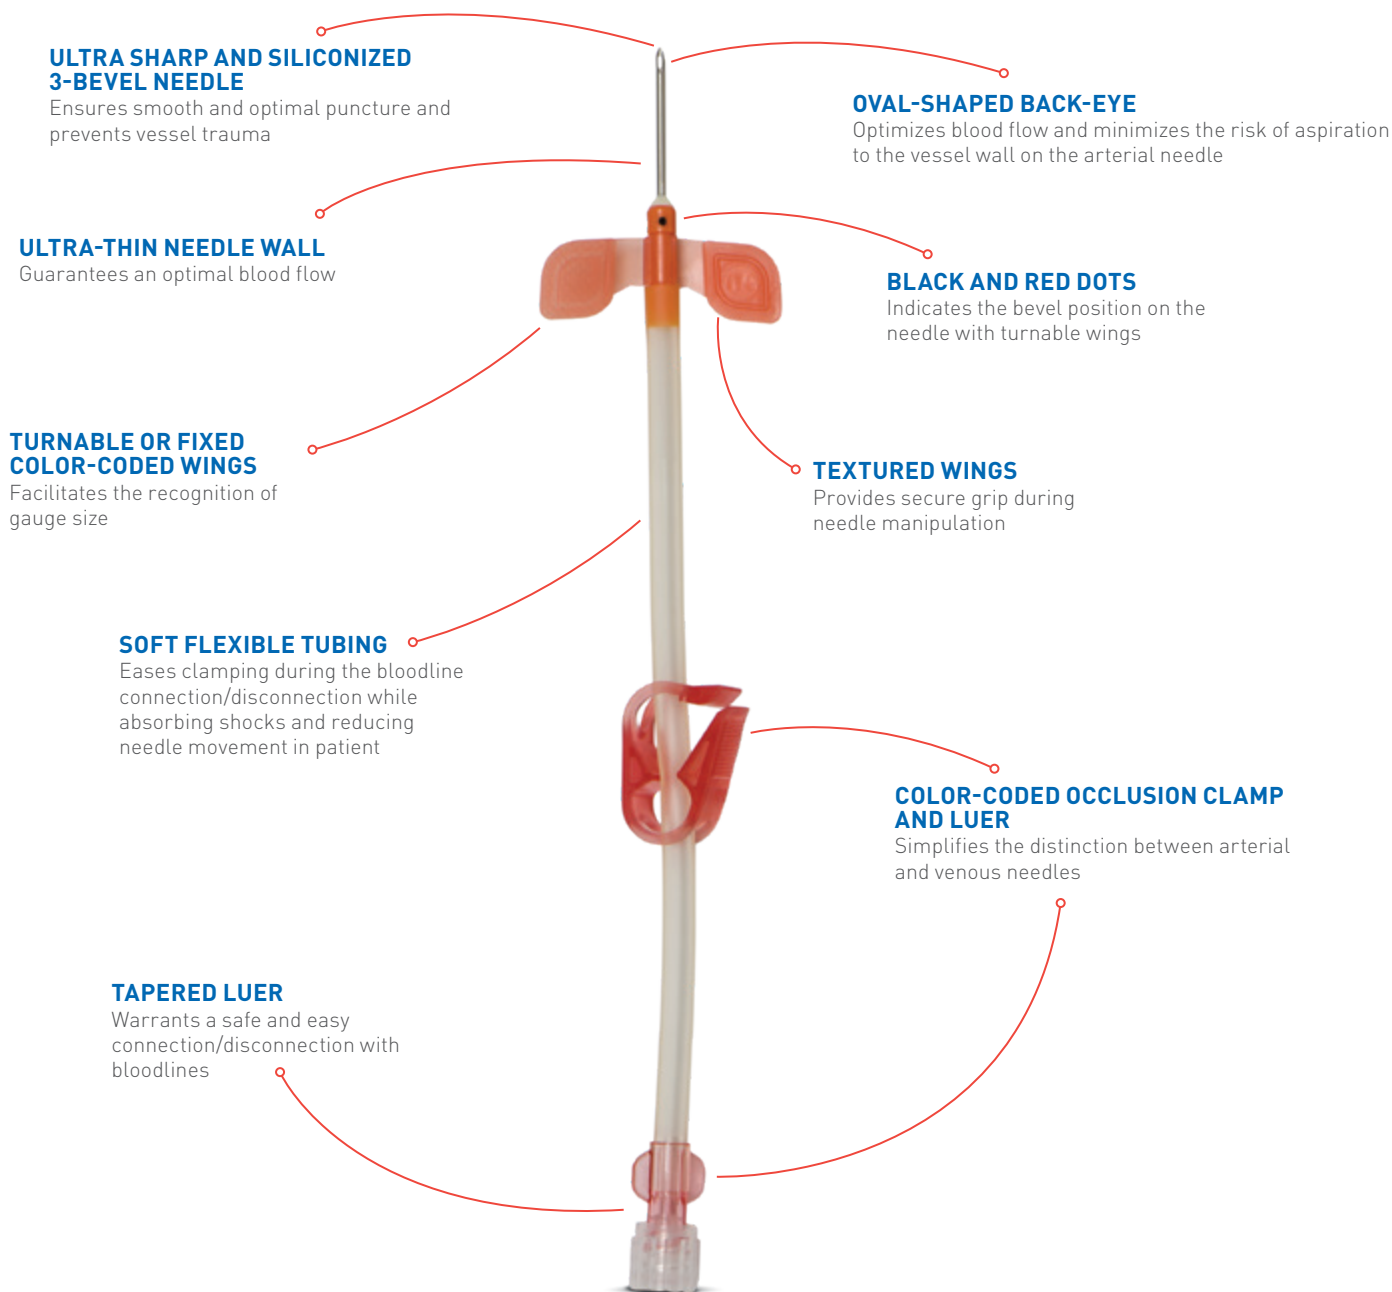 ULTRA SHARP AND SILICONIZED
3-BEVEL NEEDLE
Ensures smooth and optimal puncture and
prevents vessel trauma
OVAL-SHAPED BACK-EYE
Optimizes blood flow and minimizes the risk of aspiration
to the vessel wall on the arterial needle
ULTRA-THIN NEEDLE WALL
Guarantees an optimal blood flow
BLACK AND RED DOTS
Indicates the bevel position on the
needle with turnable wings
TURNABLE OR FIXED
COLOR-CODED WINGS
Facilitates the recognition of
gauge size
TEXTURED WINGS
Provides secure grip during
needle manipulation
SOFT FLEXIBLE TUBING
Eases clamping during the bloodline
connection/disconnection while
absorbing shocks and reducing
needle movement in patient
COLOR-CODED OCCLUSION CLAMP
AND LUER
Simplifies the distinction between arterial
and venous needles
TAPERED LUER
Warrants a safe and easy
connection/disconnection with
bloodlines